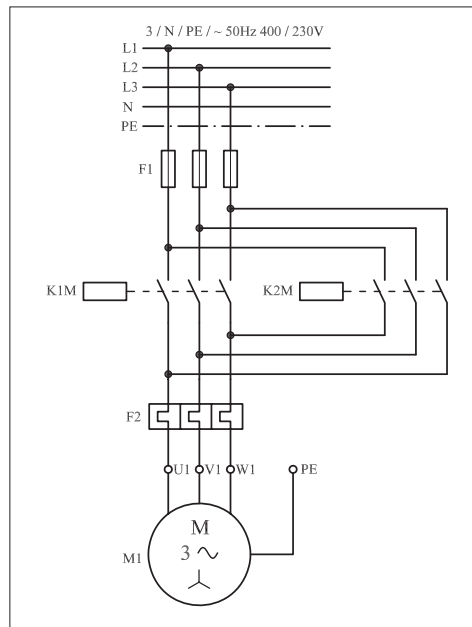 3 / N / PE / ~ 50Hz 400 / 230V
L1
L2
L3
N
PE
F1
K1M
K2M
F2
U1 V1 W1 PE
M
3
M1